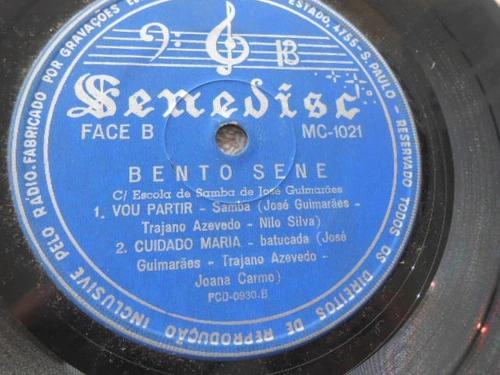 Senedisc
FACE B
MC-1021
BENTO SENE
C/ Escola de Samba de José Guimarães
1. VOU PARTIR - Samba (José Guimarães -
Trajano Azevedo - Nilo Silva)
2. CUIDADO MARIA - batucada (José
Guimarães - Trajano Azevedo -
Joana Carmo)
PCD-0930.B
INCLUSIVE PELO RÁDIO. FABRICADO POR GRAVAÇÕES
ESTADO, 4755 - S. PAULO - RESERVADO TODOS OS DIREITOS DE REPRODUÇÃO